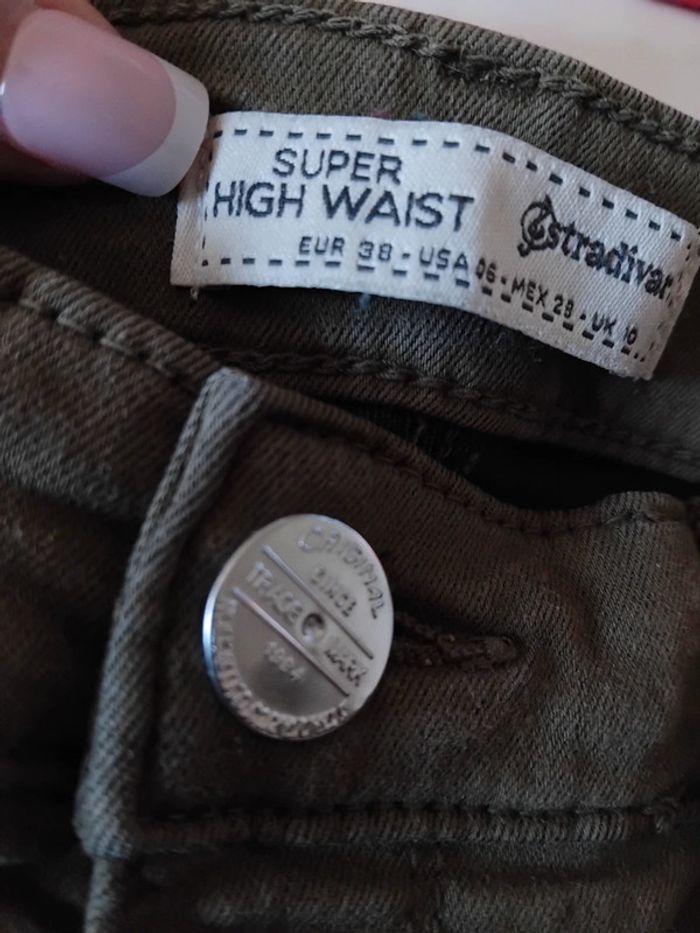 SUPER
HIGH WAIST
stradivar
EUR 38 - USA 06 - MEX 28 - UK 10
ORIGINAL
SINCE
TRADE MARK
1994